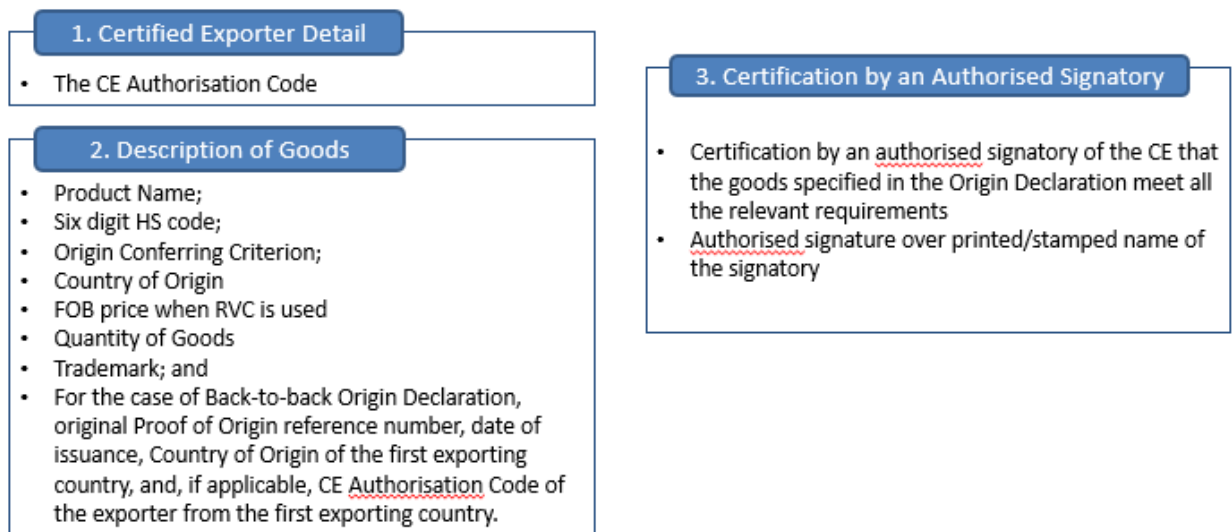 1. Certified Exporter Detail
• The CE Authorisation Code
2. Description of Goods
• Product Name;
• Six digit HS code;
• Origin Conferring Criterion;
• Country of Origin
• FOB price when RVC is used
• Quantity of Goods
• Trademark; and
• For the case of Back-to-back Origin Declaration,
original Proof of Origin reference number, date of
issuance, Country of Origin of the first exporting
country, and, if applicable, CE Authorisation Code of
the exporter from the first exporting country.
3. Certification by an Authorised Signatory
• Certification by an authorised signatory of the CE that
the goods specified in the Origin Declaration meet all
the relevant requirements
• Authorised signature over printed/stamped name of
the signatory